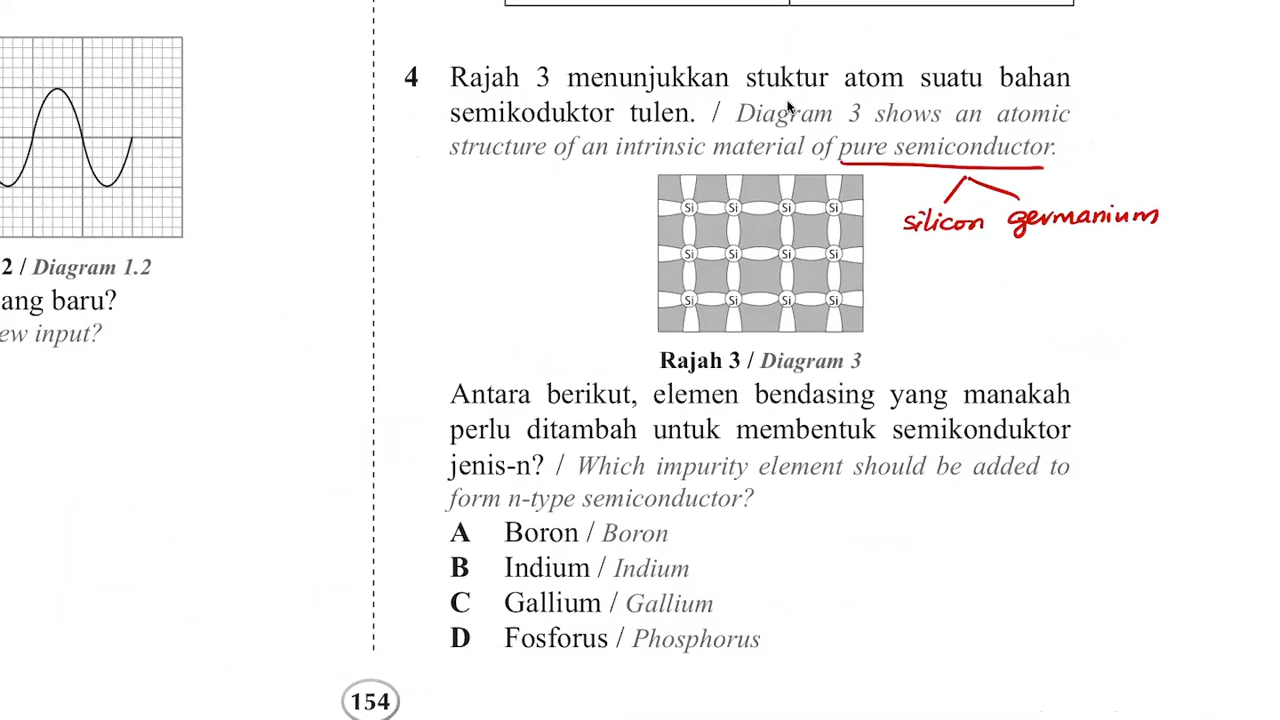 2 / Diagram 1.2
ang baru?
ew input?
4 Rajah 3 menunjukkan stuktur atom suatu bahan
semikoduktor tulen. / Diagram 3 shows an atomic
structure of an intrinsic material of pure semiconductor.
silicon germanium
Si Si Si Si
Si Si Si Si
Si Si Si Si
Rajah 3 / Diagram 3
Antara berikut, elemen bendasing yang manakah
perlu ditambah untuk membentuk semikonduktor
jenis-n? / Which impurity element should be added to
form n-type semiconductor?
A Boron / Boron
B Indium / Indium
C Gallium / Gallium
D Fosforus / Phosphorus
154